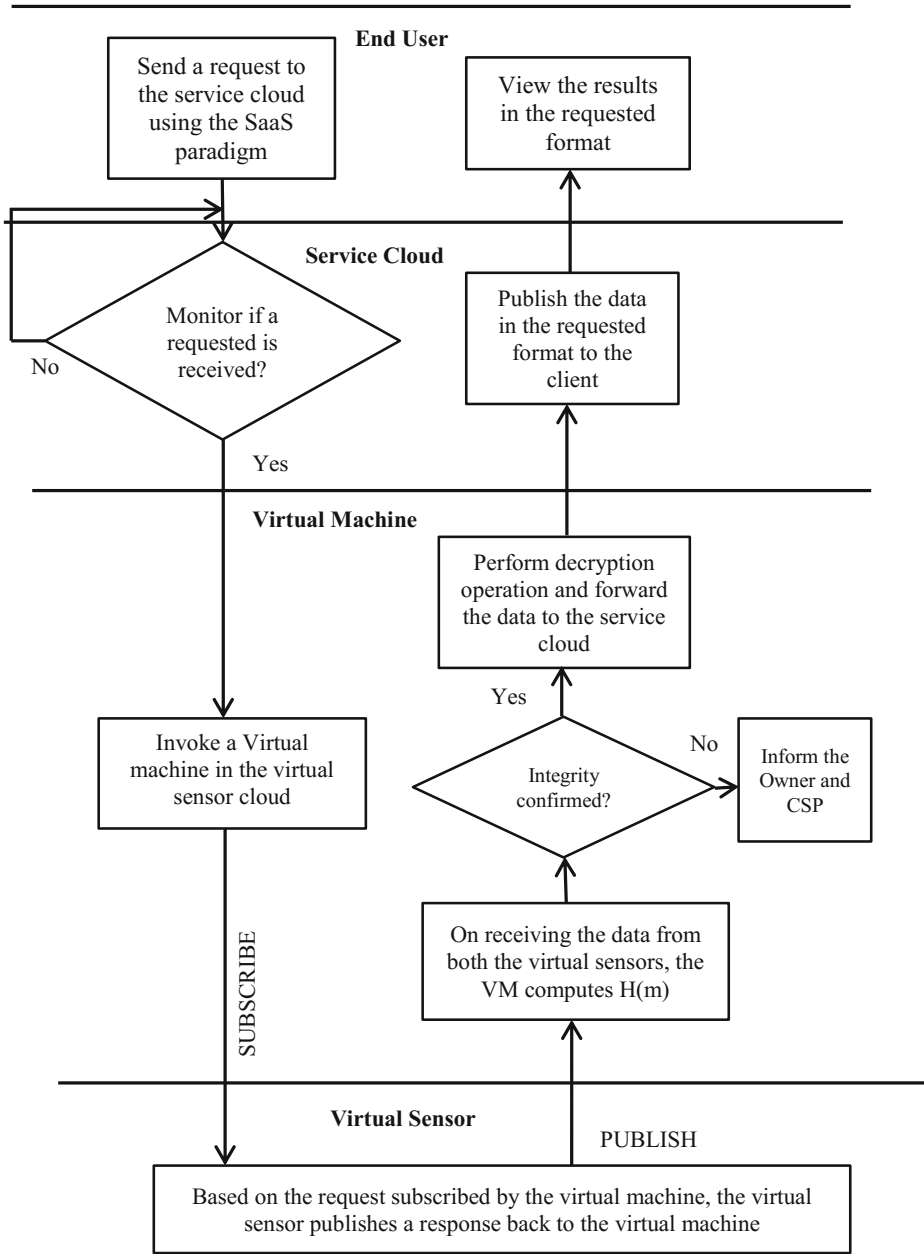 End User
Send a request to
the service cloud
using the SaaS
paradigm
View the results
in the requested
format
Service Cloud
Monitor if a
requested is
received?
No
Yes
Publish the data
in the requested
format to the
client
Virtual Machine
Perform decryption
operation and forward
the data to the service
cloud
Yes
Invoke a Virtual
machine in the virtual
sensor cloud
Integrity
confirmed?
No
Inform the
Owner and
CSP
SUBSCRIBE
On receiving the data from
both the virtual sensors, the
VM computes H(m)
Virtual Sensor
PUBLISH
Based on the request subscribed by the virtual machine, the virtual
sensor publishes a response back to the virtual machine